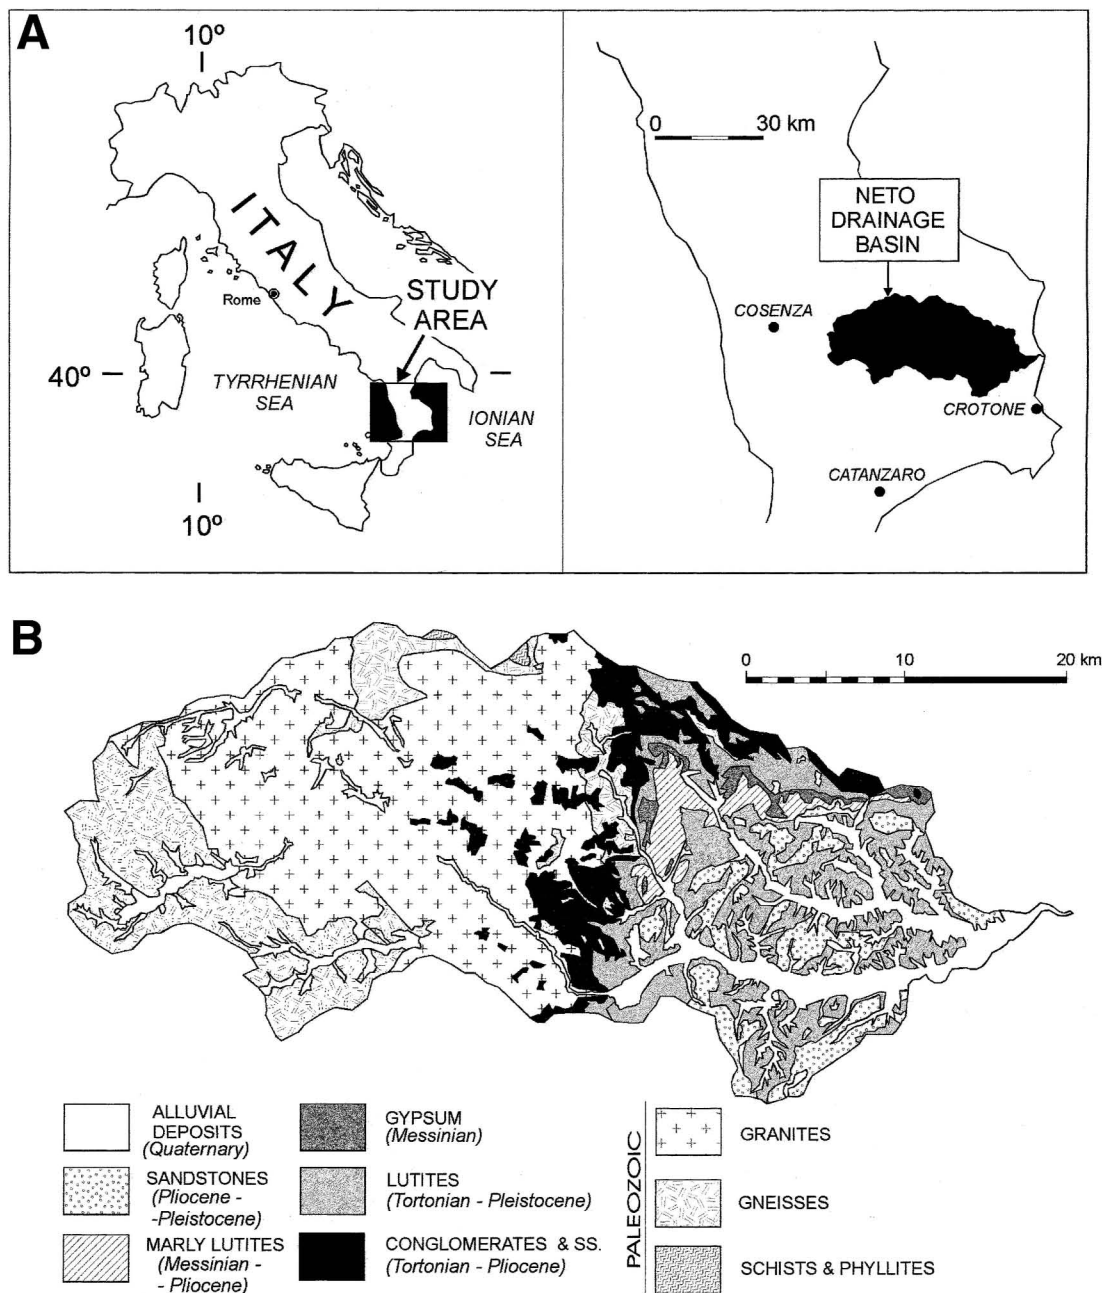 A
10º
ITALY
Rome
STUDY
AREA
40º
TYRRHENIAN
SEA
IONIAN
SEA
10º
0 30 km
NETO
DRAINAGE
BASIN
COSENZA
CROTONE
CATANZARO
B
0 10 20 km
ALLUVIAL
DEPOSITS
(Quaternary)
SANDSTONES
(Pliocene -
-Pleistocene)
MARLY LUTITES
(Messinian -
- Pliocene)
GYPSUM
(Messinian)
LUTITES
(Tortonian - Pleistocene)
CONGLOMERATES & SS.
(Tortonian - Pliocene)
PALEOZOIC
GRANITES
GNEISSES
SCHISTS & PHYLLITES